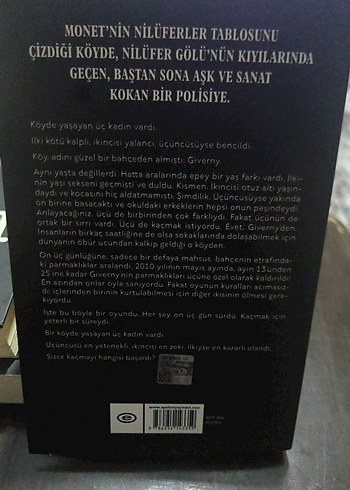 MONET'NİN NİLÜFERLER TABLOSUNU
ÇİZDİĞİ KÖYDE, NİLÜFER GÖLÜ'NÜN KIYILARINDA
GEÇEN, BAŞTAN SONA AŞK VE SANAT
KOKAN BİR POLİSİYE.
Köyde yaşayan üç kadın vardı.
İlki kötü kalpli, ikincisi yalancı, üçüncüsüyse bencildi.
Köy, adını güzel bir bahçeden almıştı: Giverny.
Aynı yaşta değillerdi. Hatta aralarında epey bir yaş farkı vardı. İlki-
nin yaşı sekseni geçmişti ve duldu. Kısmen. İkincisi otuz altı yaşın-
daydı ve kocasını hiç aldatmamıştı. Şimdilik. Üçüncüsüyse yakında
on birine basacaktı ve okuldaki erkeklerin hepsi onun peşindeydi.
Anlayacağınız, üçü de birbirinden çok farklıydı. Fakat üçünün de
ortak bir sırrı vardı. Üçü de kaçmak istiyordu. Evet, Giverny'den.
İnsanların birkaç saatliğine de olsa sokaklarında dolaşabilmek için
dünyanın öbür ucundan kalkıp geldiği o köyden.
On üç günlüğüne, sadece bir defaya mahsus, bahçenin etrafında-
ki parmaklıklar aralandı. 2010 yılının mayıs ayında, ayın 13'ünden
25'ine kadar Giverny'nin parmaklıkları üçüne özel olarak kaldırıldı!
En azından onlar öyle sanıyordu. Fakat oyunun kuralları acımasız-
dı; içlerinden birinin kurtulabilmesi için diğer ikisinin ölmesi gere-
kiyordu.
İşte bu böyle bir oyundu. Her şey on üç gün sürdü. Kaçmak için
yeterli bir süreydi.
Bir köyde yaşayan üç kadın vardı.
Üçüncüsü en yetenekli, ikincisi en zeki, ilkiyse en kararlı olandı.
Sizce kaçmayı hangisi başardı?